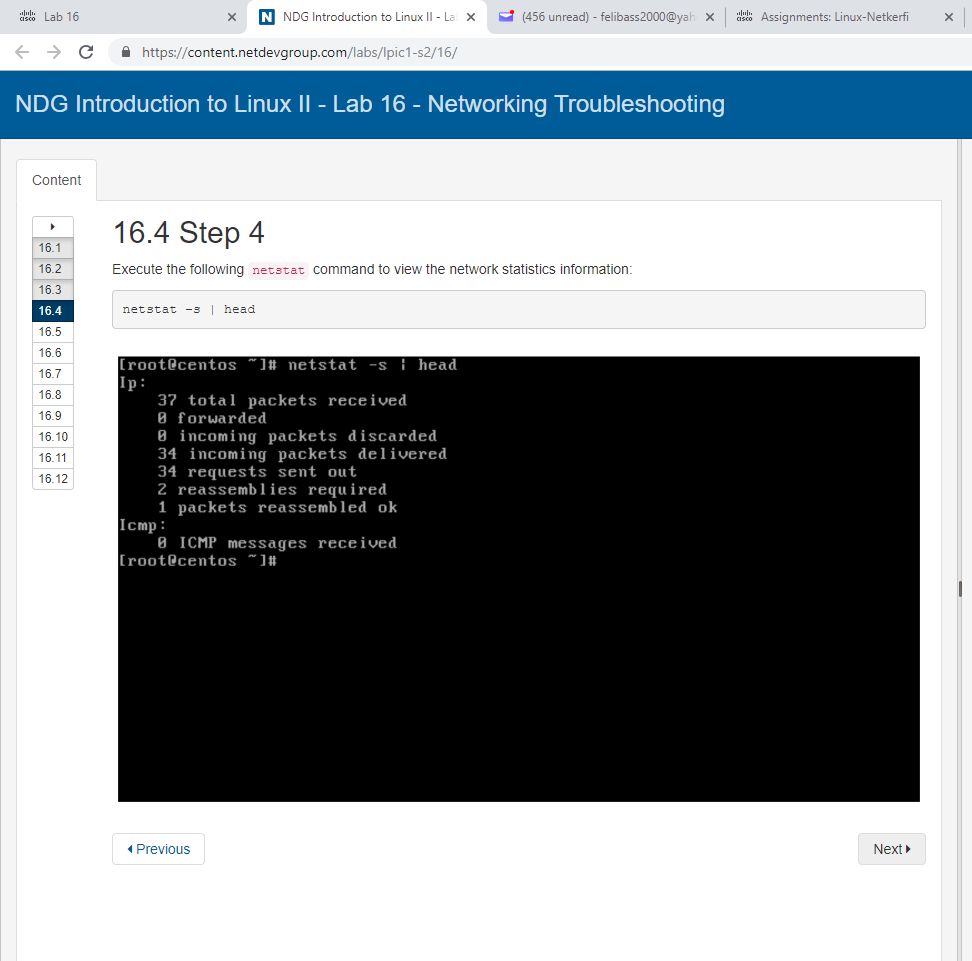 Lab 16
NDG Introduction to Linux II - La
(456 unread) - felibass2000@yah
Assignments: Linux-Netkerfi
https://content.netdevgroup.com/labs/lpic1-s2/16/
NDG Introduction to Linux II - Lab 16 - Networking Troubleshooting
Content
16.1
16.2
16.3
16.4
16.5
16.6
16.7
16.8
16.9
16.10
16.11
16.12
16.4 Step 4
Execute the following netstat command to view the network statistics information:
netstat -s | head
[root@centos ~]# netstat -s | head
Ip:
37 total packets received
0 forwarded
0 incoming packets discarded
34 incoming packets delivered
34 requests sent out
2 reassemblies required
1 packets reassembled ok
Icmp:
0 ICMP messages received
[root@centos ~]#
Previous
Next